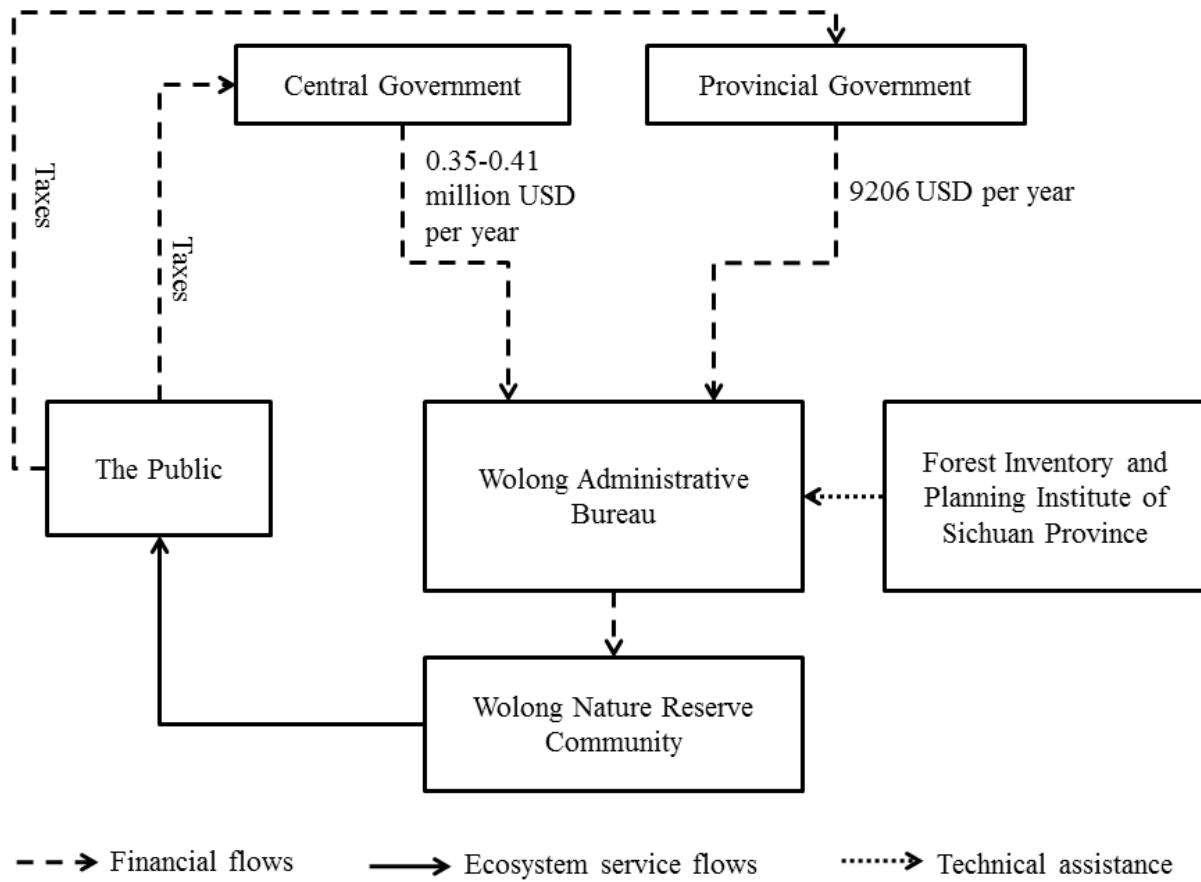 Central Government
Provincial Government
Taxes
Taxes
0.35-0.41
million USD
per year
9206 USD per year
The Public
Wolong Administrative
Bureau
Forest Inventory and
Planning Institute of
Sichuan Province
Wolong Nature Reserve
Community
Financial flows
Ecosystem service flows
Technical assistance